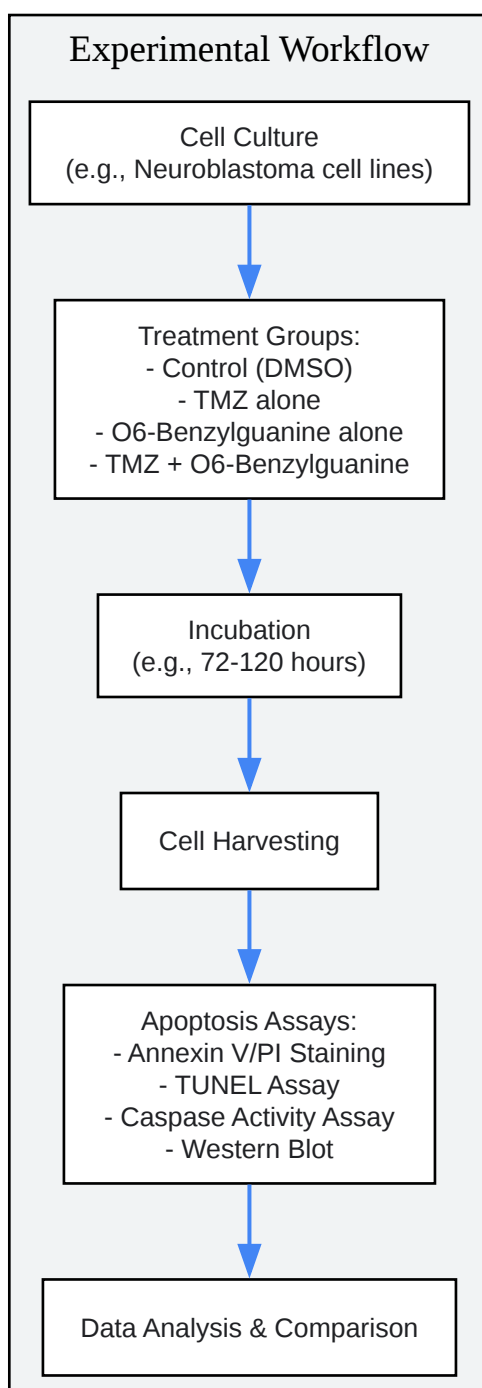 Experimental Workflow
Cell Culture
(e.g., Neuroblastoma cell lines)
Treatment Groups:
- Control (DMSO)
- TMZ alone
- O6-Benzylguanine alone
- TMZ + O6-Benzylguanine
Incubation
(e.g., 72-120 hours)
Cell Harvesting
Apoptosis Assays:
- Annexin V/PI Staining
- TUNEL Assay
- Caspase Activity Assay
- Western Blot
Data Analysis & Comparison